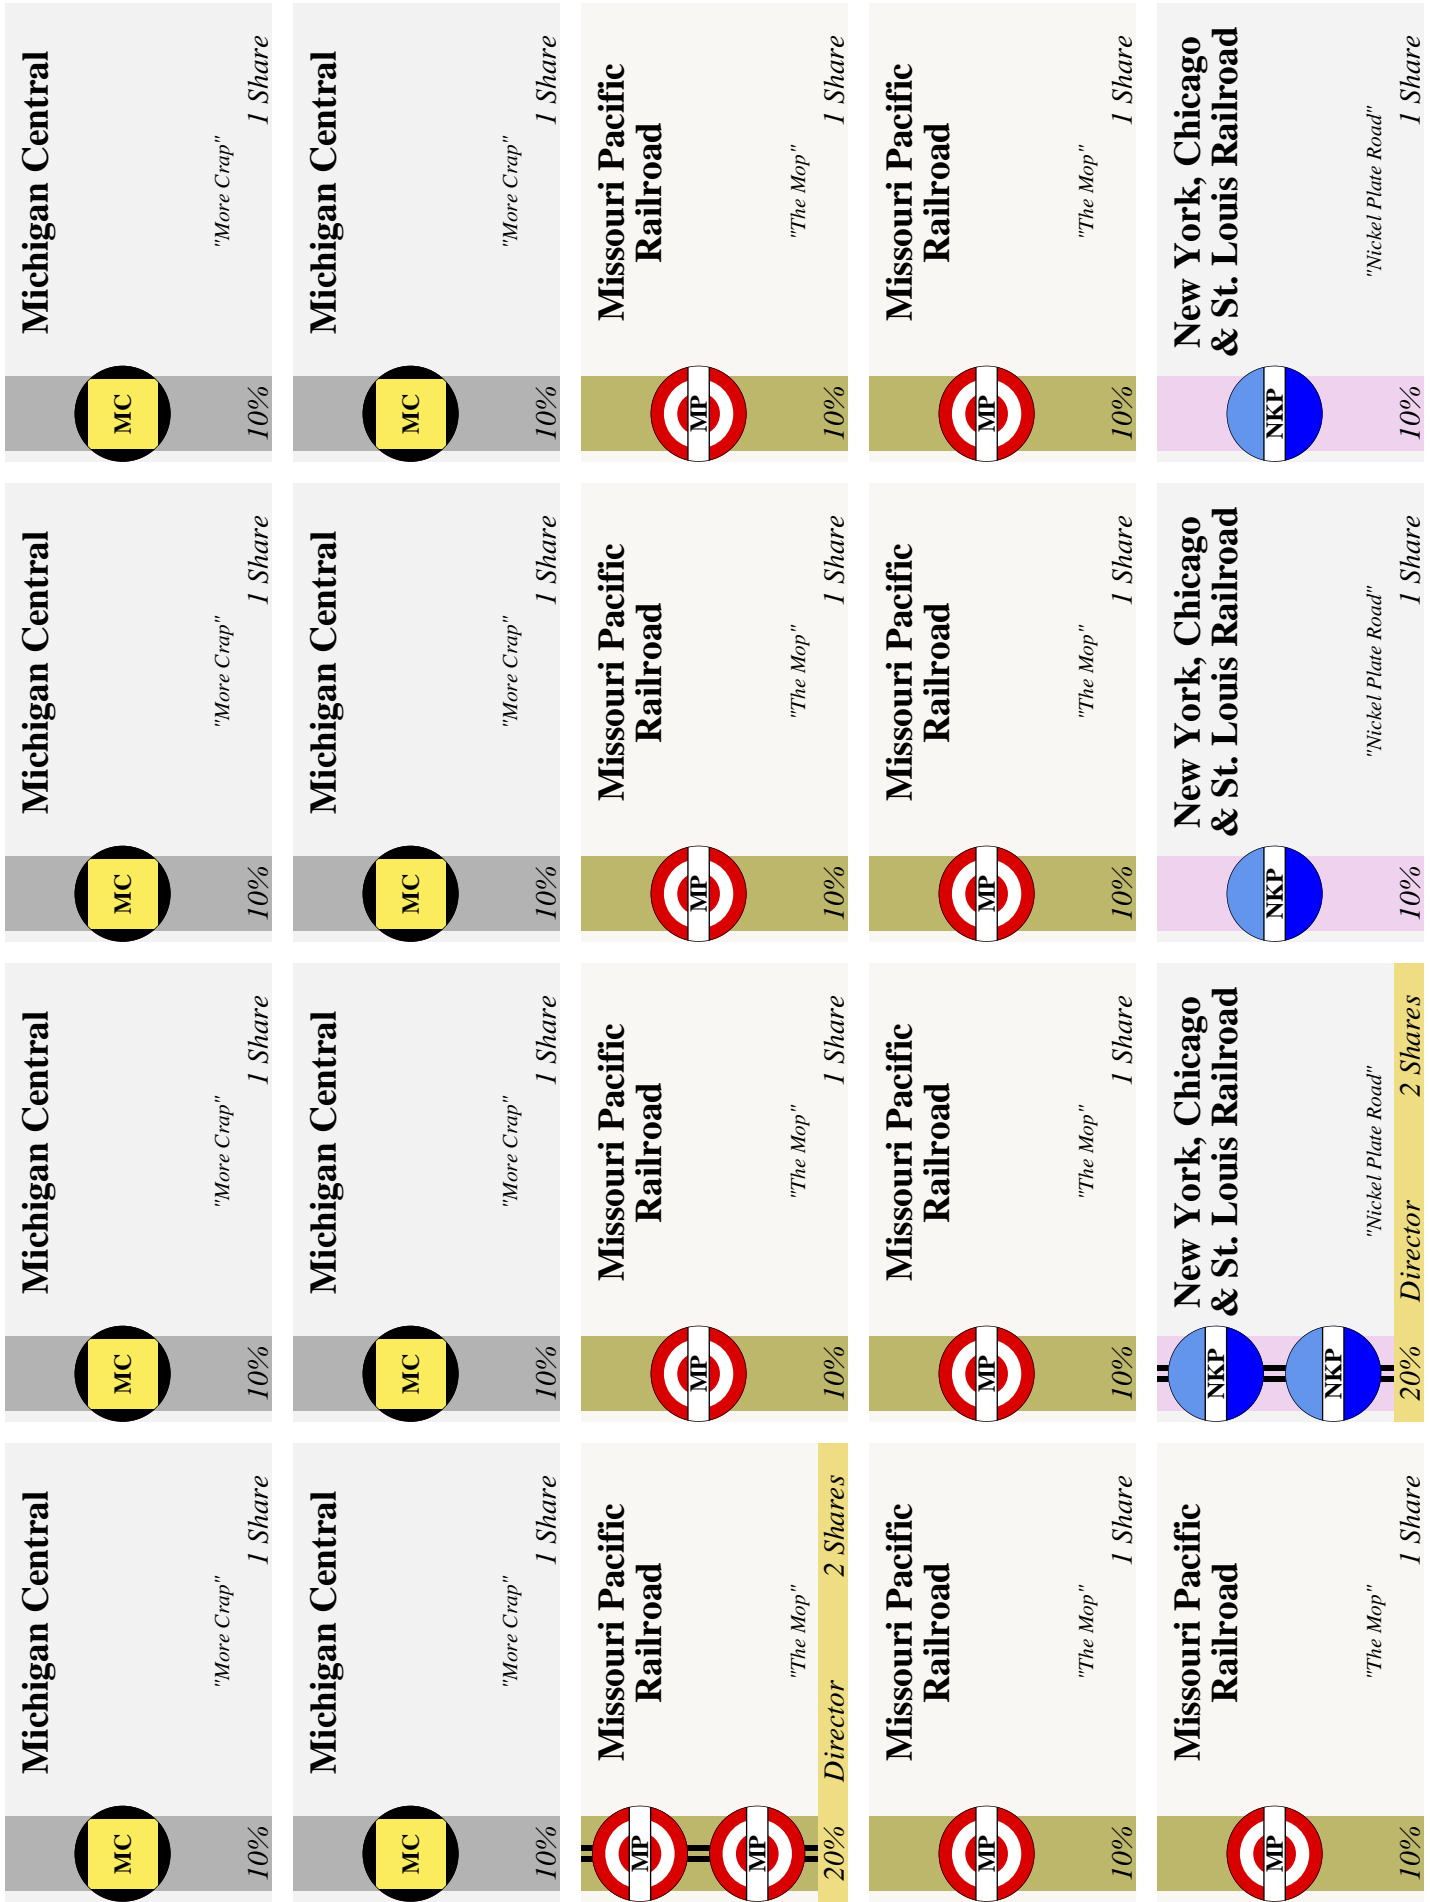 Michigan Central
MC
"More Crap"
10% 1 Share
Michigan Central
MC
"More Crap"
10% 1 Share
Michigan Central
MC
"More Crap"
10% 1 Share
Michigan Central
MC
"More Crap"
10% 1 Share
Michigan Central
MC
"More Crap"
10% 1 Share
Michigan Central
MC
"More Crap"
10% 1 Share
Michigan Central
MC
"More Crap"
10% 1 Share
Michigan Central
MC
"More Crap"
10% 1 Share
Missouri Pacific
Railroad
MP
MP
"The Mop"
20% Director 2 Shares
Missouri Pacific
Railroad
MP
"The Mop"
10% 1 Share
Missouri Pacific
Railroad
MP
"The Mop"
10% 1 Share
Missouri Pacific
Railroad
MP
"The Mop"
10% 1 Share
Missouri Pacific
Railroad
MP
"The Mop"
10% 1 Share
Missouri Pacific
Railroad
MP
"The Mop"
10% 1 Share
Missouri Pacific
Railroad
MP
"The Mop"
10% 1 Share
Missouri Pacific
Railroad
MP
"The Mop"
10% 1 Share
Missouri Pacific
Railroad
MP
"The Mop"
10% 1 Share
New York, Chicago
& St. Louis Railroad
NKP
NKP
"Nickel Plate Road"
20% Director 2 Shares
New York, Chicago
& St. Louis Railroad
NKP
"Nickel Plate Road"
10% 1 Share
New York, Chicago
& St. Louis Railroad
NKP
"Nickel Plate Road"
10% 1 Share